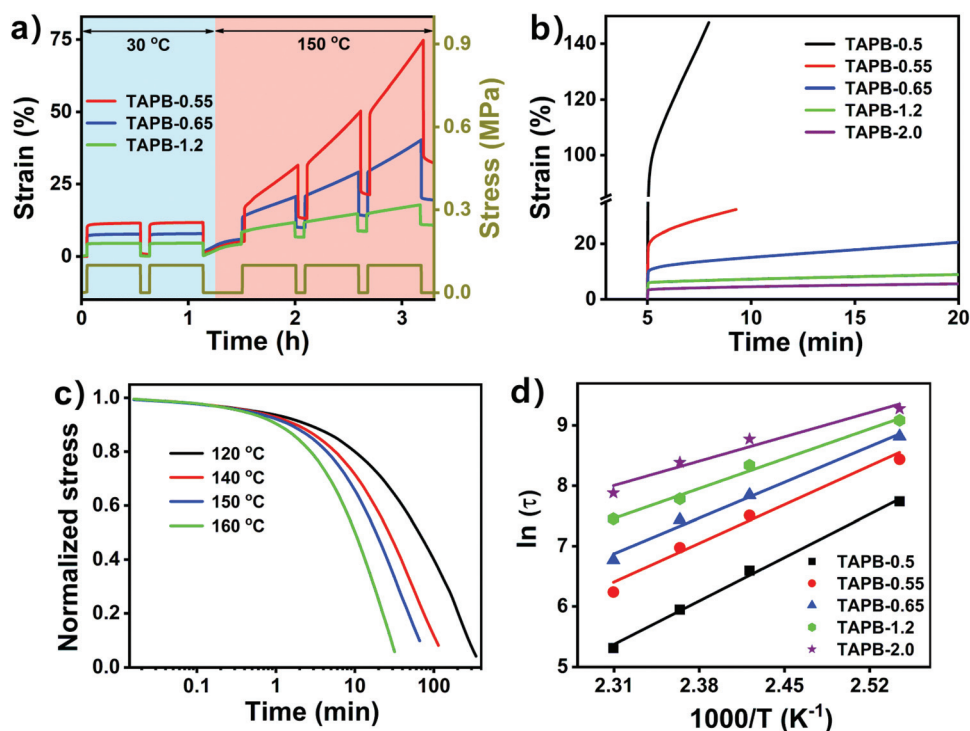 a)
30 °C
150 °C
TAPB-0.55
TAPB-0.65
TAPB-1.2
75
50
25
0
0.9
0.6
0.3
0.0
0
1
2
3
Strain (%)
Stress (MPa)
Time (h)
b)
TAPB-0.5
TAPB-0.55
TAPB-0.65
TAPB-1.2
TAPB-2.0
140
120
100
20
0
0
5
10
15
20
Strain (%)
Time (min)
c)
120 °C
140 °C
150 °C
160 °C
1.0
0.8
0.6
0.4
0.2
0.0
0.1
1
10
100
Normalized stress
Time (min)
d)
TAPB-0.5
TAPB-0.55
TAPB-0.65
TAPB-1.2
TAPB-2.0
9
8
7
6
5
2.31
2.38
2.45
2.52
ln (τ)
1000/T (K⁻¹)